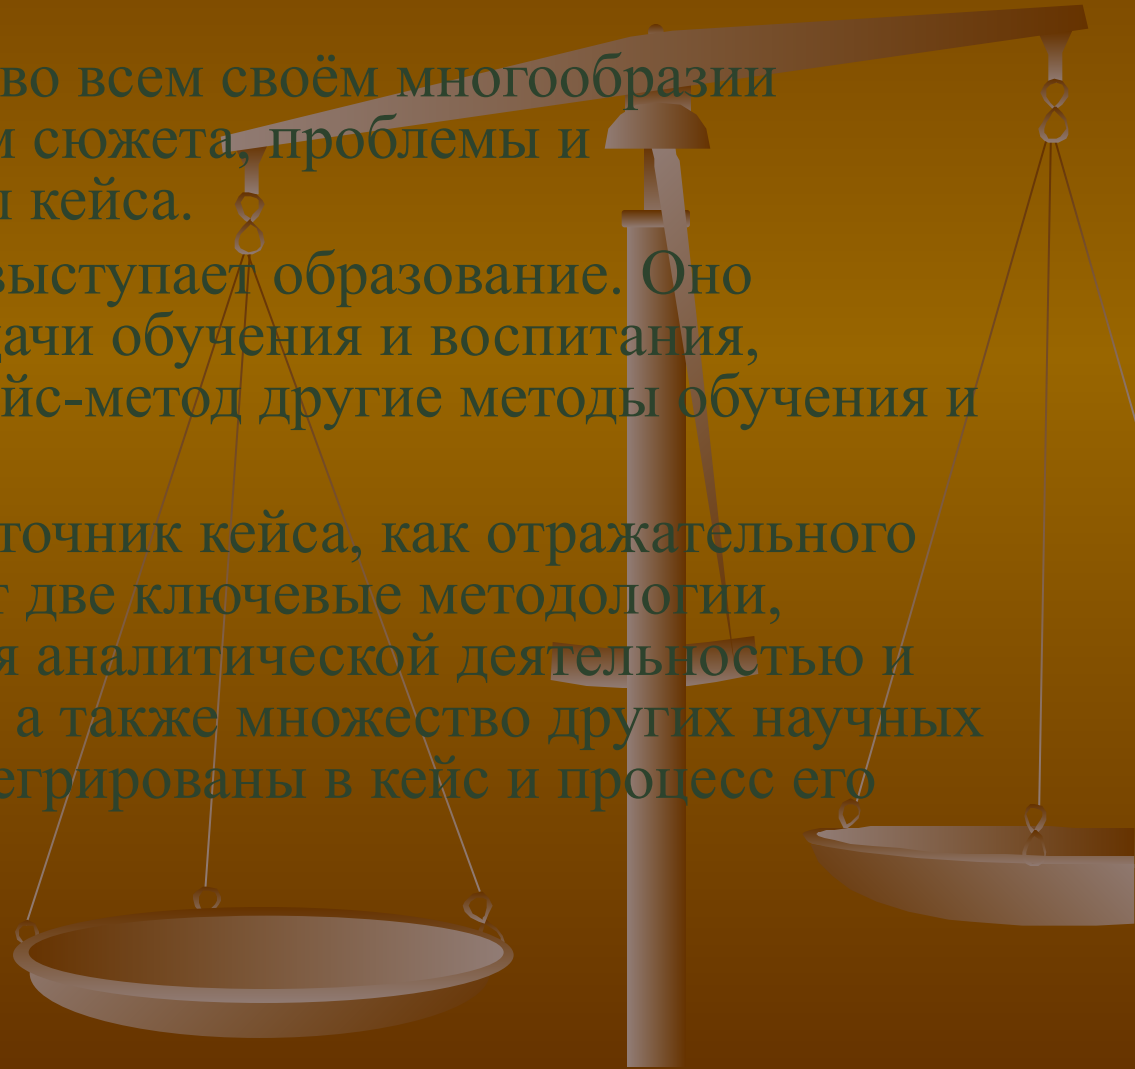 во всем своём многообразии
м сюжета, проблемы и
ы кейса.
выступает образование. Оно
дачи обучения и воспитания,
ейс-метод другие методы обучения и
точник кейса, как отражательного
т две ключевые методологии,
я аналитической деятельностью и
а также множество других научных
егрированы в кейс и процесс его